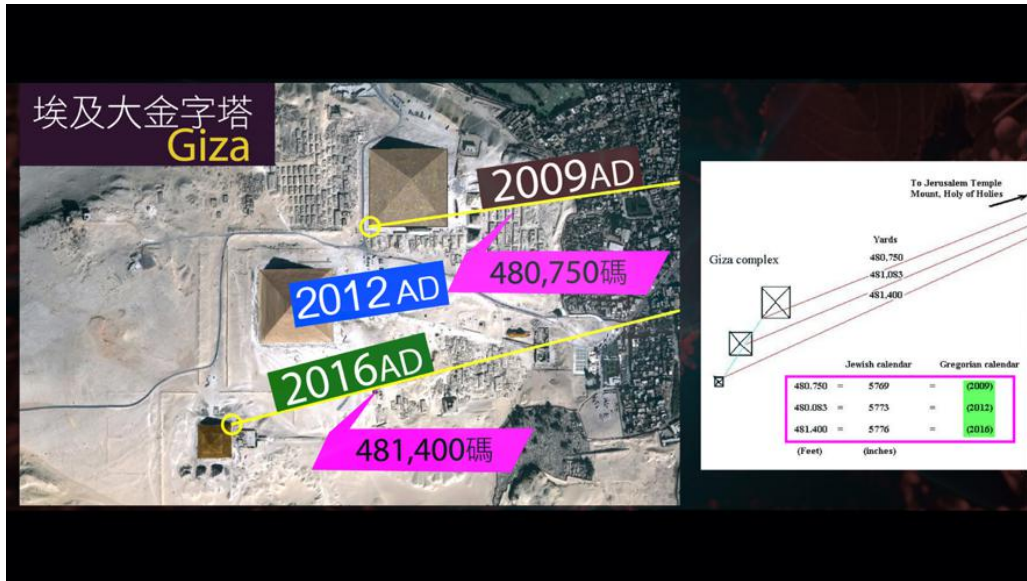 埃及大金字塔
Giza
2009AD
480,750碼
2012 AD
2016AD
481,400碼
To Jerusalem Temple
Mount, Holy of Holies
Yards
480,750
481,083
481,400
Giza complex
Jewish calendar Gregorian calendar
480.750 = 5769 = (2009)
480.083 = 5773 = (2012)
481.400 = 5776 = (2016)
(Feet) (inches)